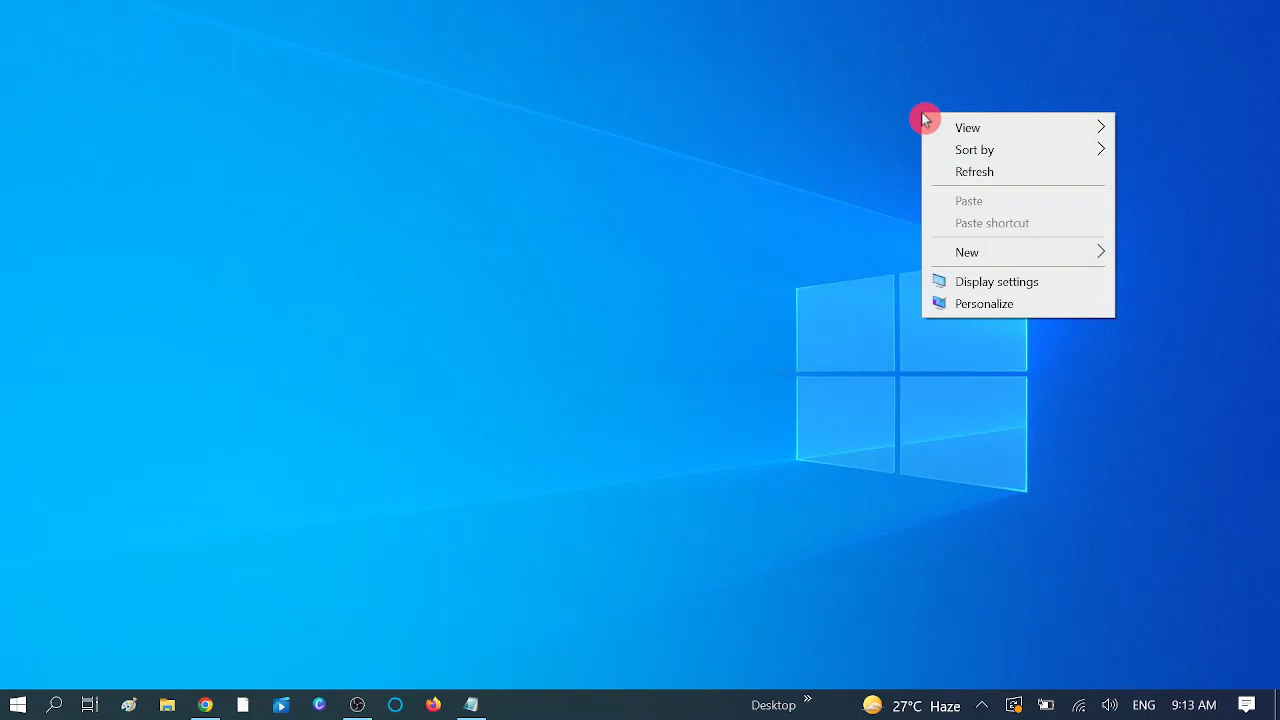 View
Sort by
Refresh
Paste
Paste shortcut
New
Display settings
Personalize
Desktop
27°C Haze
ENG
9:13 AM